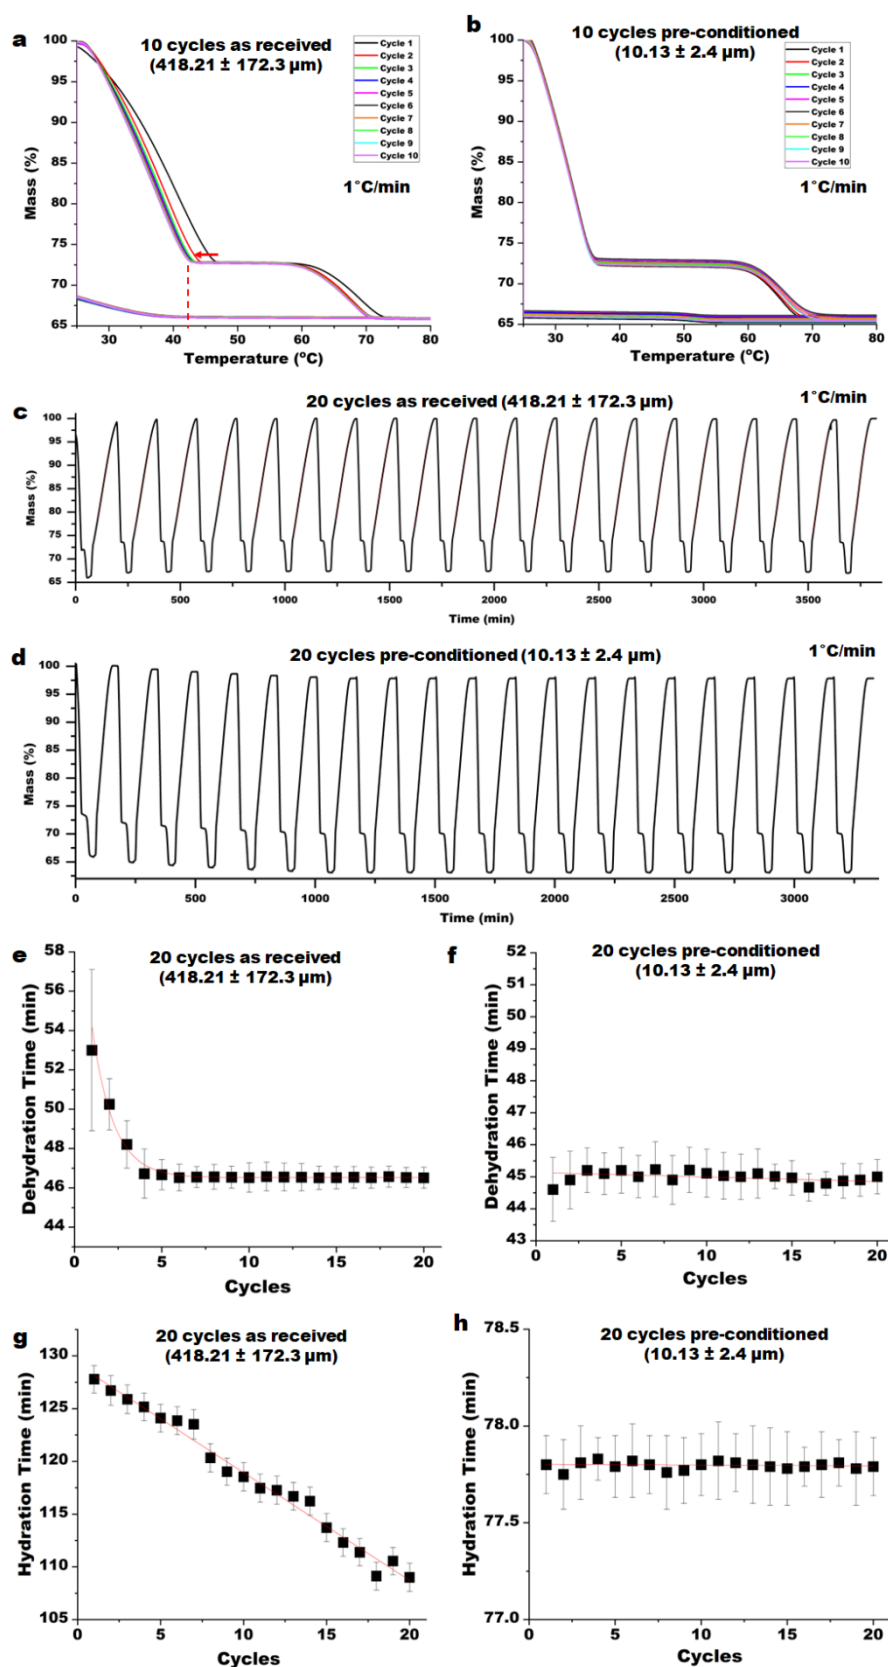 a
10 cycles as received
(418.21 ± 172.3 µm)
Cycle 1
Cycle 2
Cycle 3
Cycle 4
Cycle 5
Cycle 6
Cycle 7
Cycle 8
Cycle 9
Cycle 10
1°C/min
Mass (%)
100
95
90
85
80
75
70
65
30
40
50
60
70
80
Temperature (°C)
b
10 cycles pre-conditioned
(10.13 ± 2.4 µm)
Cycle 1
Cycle 2
Cycle 3
Cycle 4
Cycle 5
Cycle 6
Cycle 7
Cycle 8
Cycle 9
Cycle 10
1°C/min
Mass (%)
100
95
90
85
80
75
70
65
30
40
50
60
70
80
Temperature (°C)
c
20 cycles as received (418.21 ± 172.3 µm)
1°C/min
Mass (%)
100
95
90
85
80
75
70
65
0
500
1000
1500
2000
2500
3000
3500
Time (min)
d
20 cycles pre-conditioned (10.13 ± 2.4 µm)
1°C/min
Mass (%)
100
95
90
85
80
75
70
65
0
500
1000
1500
2000
2500
3000
Time (min)
e
20 cycles as received
(418.21 ± 172.3 µm)
Dehydration Time (min)
58
56
54
52
50
48
46
44
0
5
10
15
20
Cycles
f
20 cycles pre-conditioned
(10.13 ± 2.4 µm)
Dehydration Time (min)
52
51
50
49
48
47
46
45
44
43
0
5
10
15
20
Cycles
g
20 cycles as received
(418.21 ± 172.3 µm)
Hydration Time (min)
130
125
120
115
110
105
0
5
10
15
20
Cycles
h
20 cycles pre-conditioned
(10.13 ± 2.4 µm)
Hydration Time (min)
78.5
78.0
77.5
77.0
0
5
10
15
20
Cycles